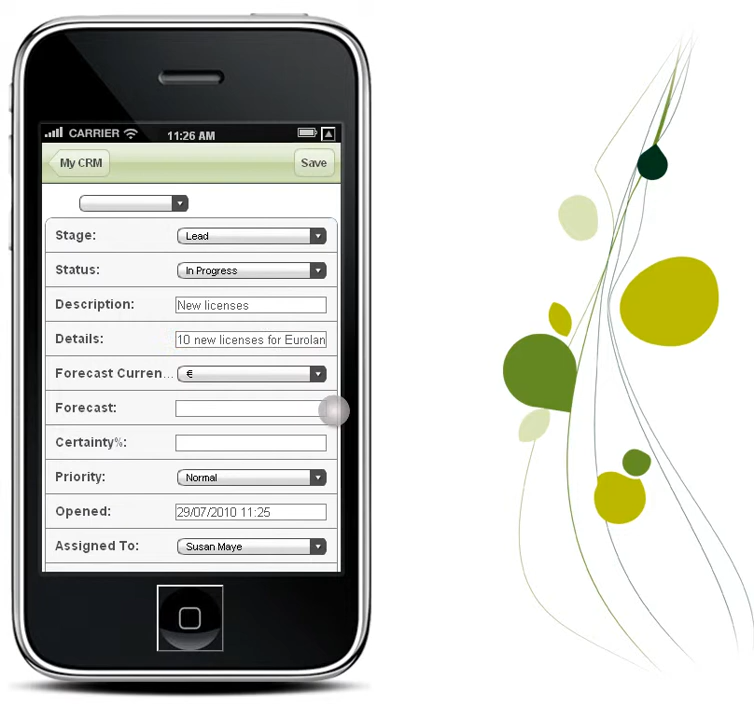 CARRIER 11:26 AM
My CRM Save
Stage: Lead
Status: In Progress
Description: New licenses
Details: 10 new licenses for Eurolan
Forecast Curren... €
Forecast:
Certainty%:
Priority: Normal
Opened: 29/07/2010 11:25
Assigned To: Susan Maye